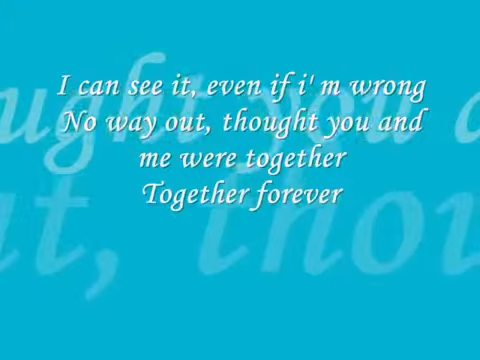 I can see it, even if i' m wrong
No way out, thought you and
me were together
Together forever